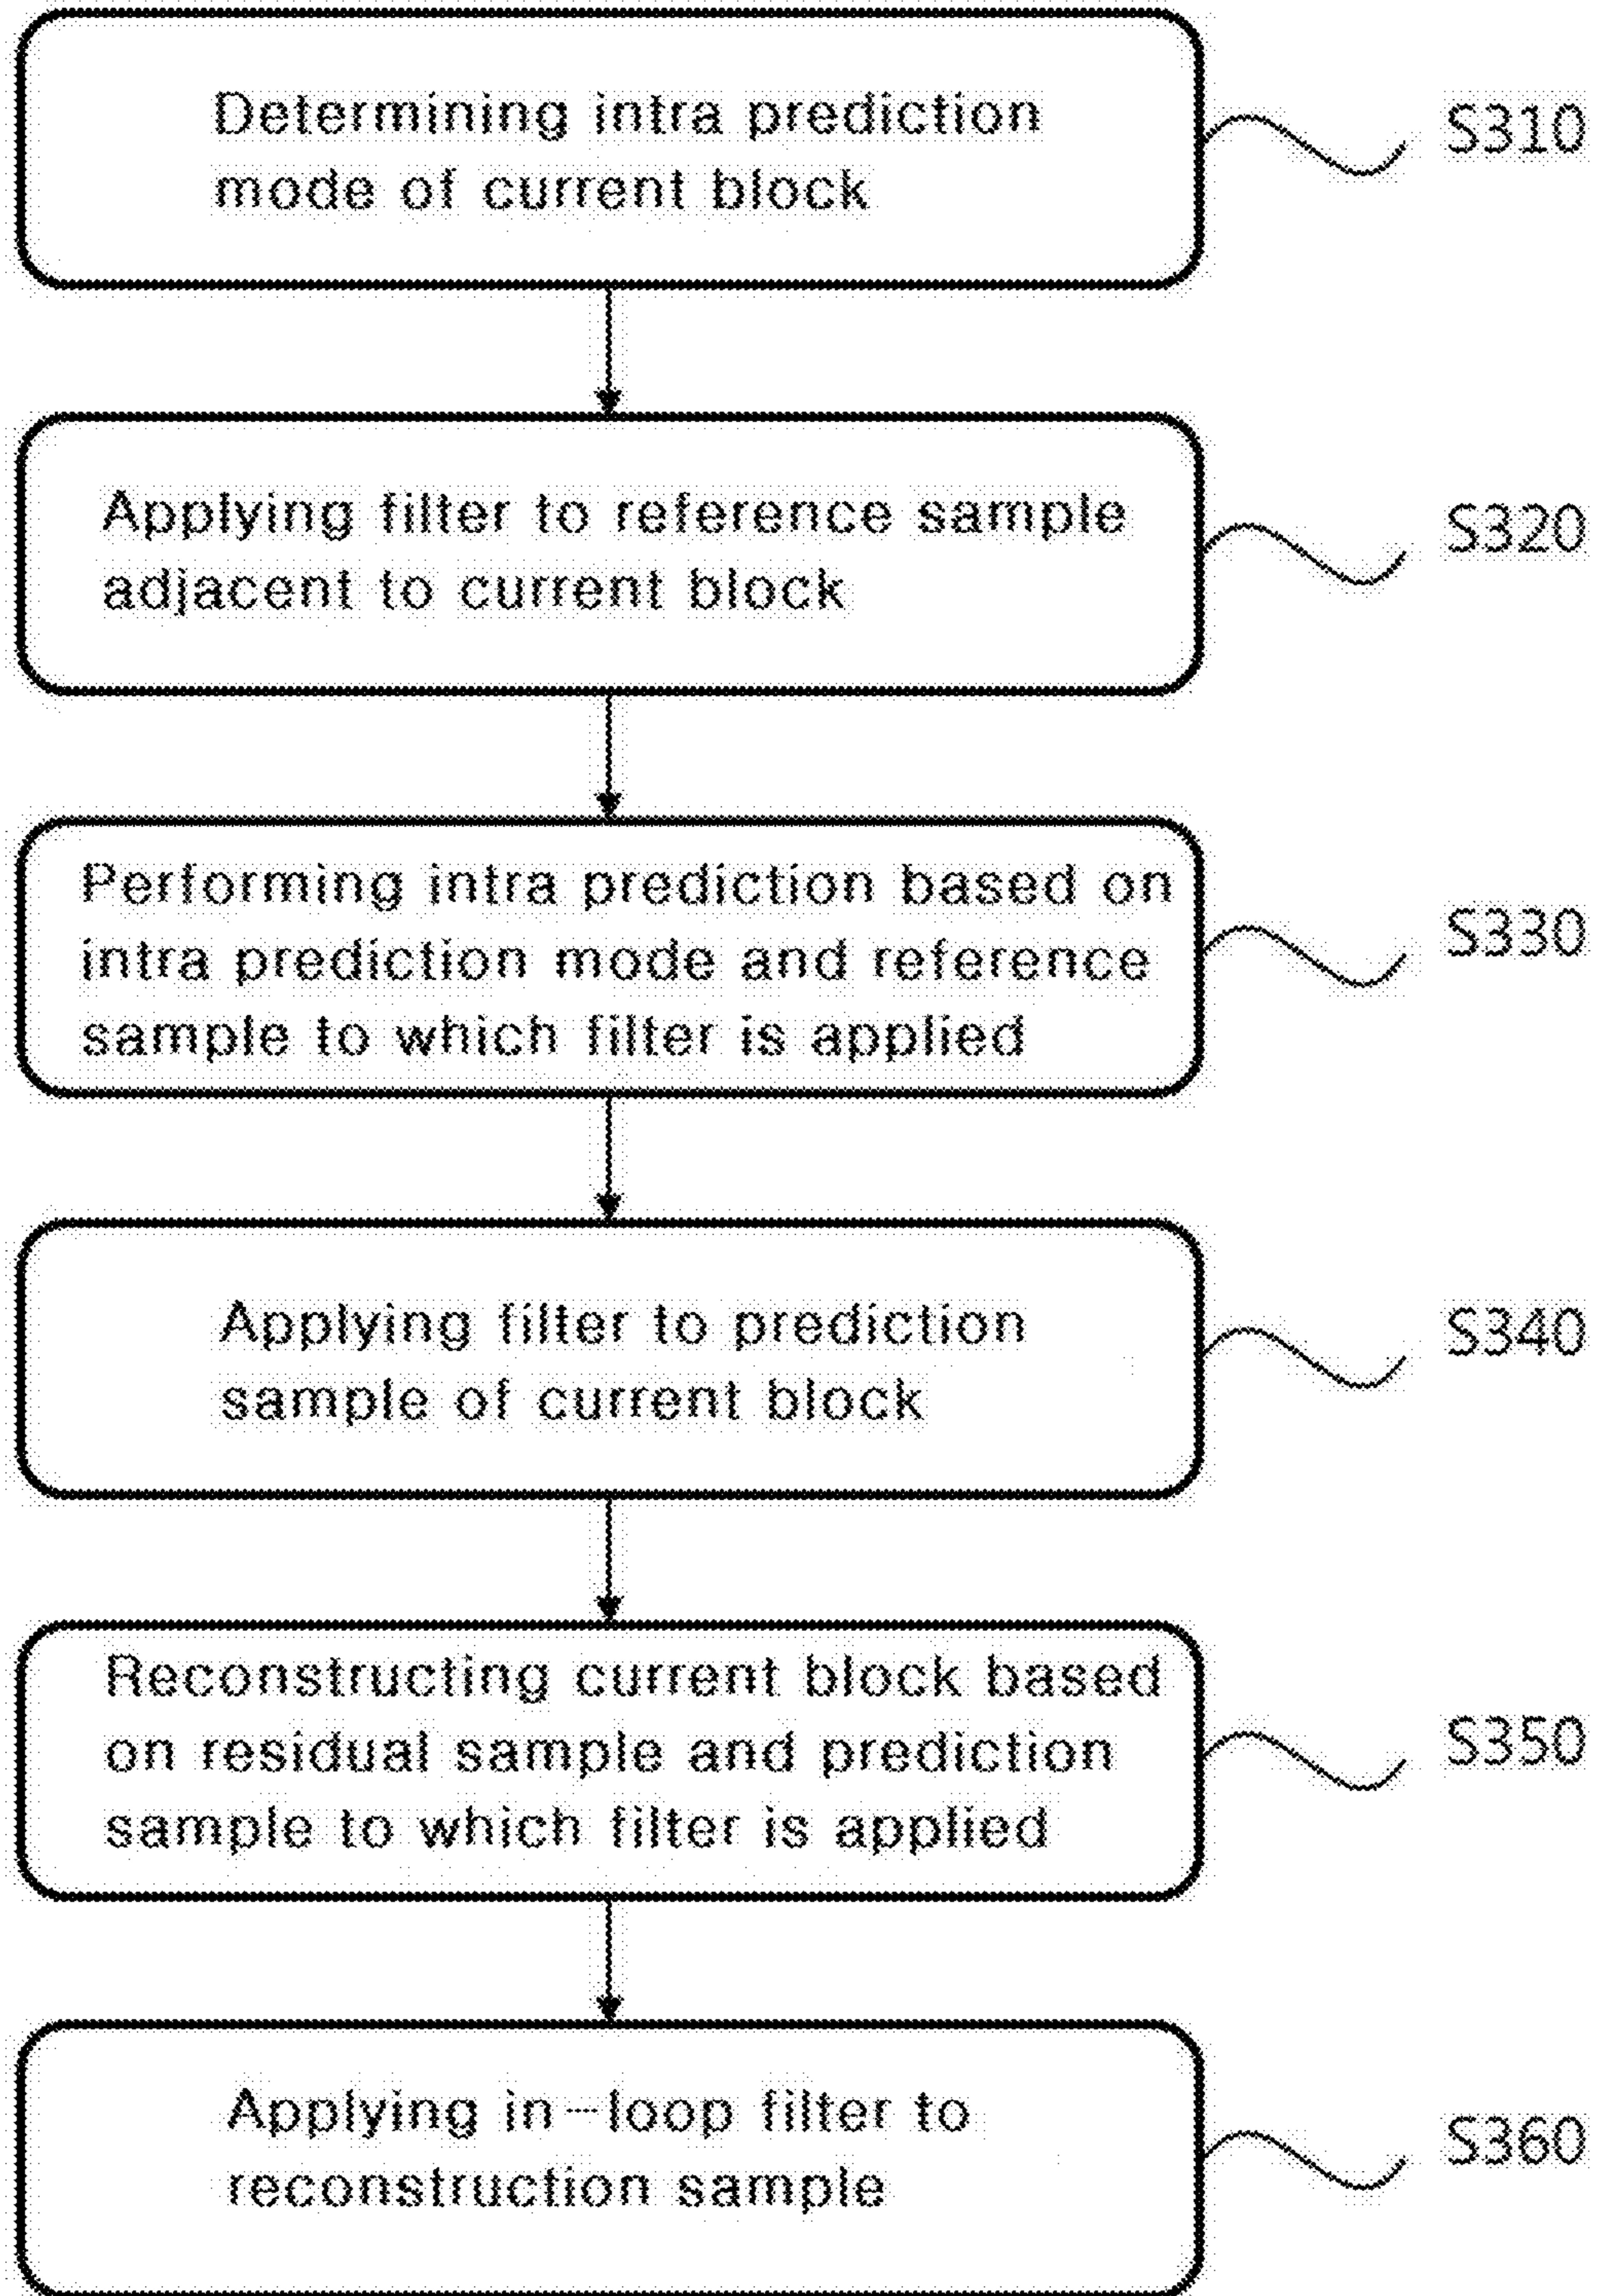 Determining intra prediction
mode of current block
S310
Applying filter to reference sample
adjacent to current block
S320
Performing intra prediction based on
intra prediction mode and reference
sample to which filter is applied
S330
Applying filter to prediction
sample of current block
S340
Reconstructing current block based
on residual sample and prediction
sample to which filter is applied
S350
Applying in-loop filter to
reconstruction sample
S360